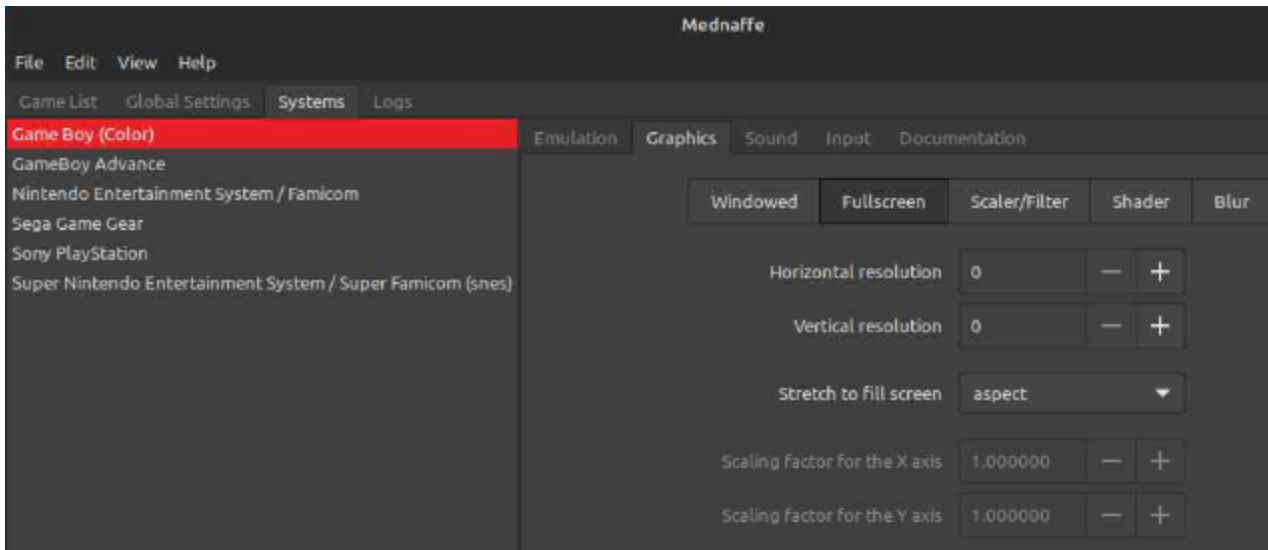 Mednaffe
File Edit View Help
Game List Global Settings Systems Logs
Game Boy (Color)
GameBoy Advance
Nintendo Entertainment System / Famicom
Sega Game Gear
Sony PlayStation
Super Nintendo Entertainment System / Super Famicom (snes)
Emulation Graphics Sound Input Documentation
Windowed Fullscreen Scaler/Filter Shader Blur
Horizontal resolution 0 — +
Vertical resolution 0 — +
Stretch to fill screen aspect
Scaling factor for the X axis 1.000000 — +
Scaling factor for the Y axis 1.000000 — +